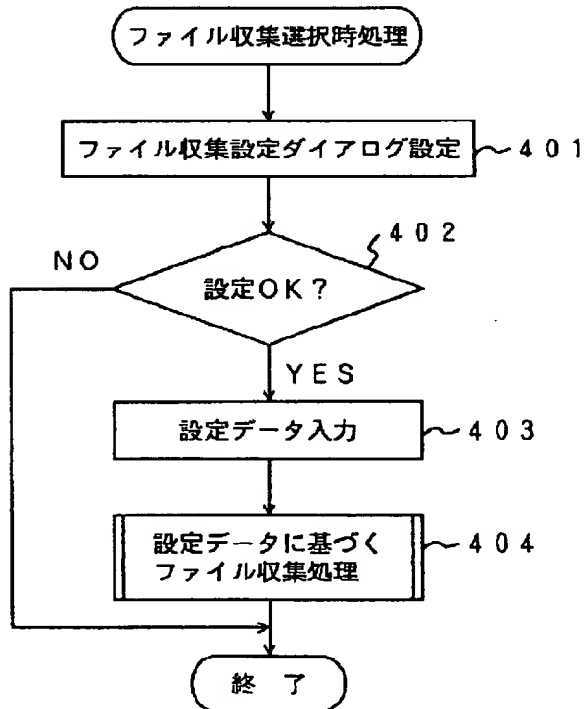 ファイル収集選択時処理
ファイル収集設定ダイアログ設定
401
402
NO
設定OK?
YES
設定データ入力
403
設定データに基づく
ファイル収集処理
404
終 了